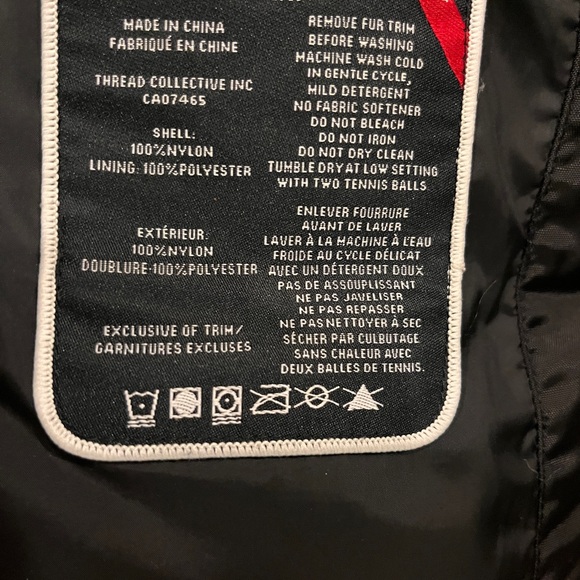 MADE IN CHINA
FABRIQUÉ EN CHINE
THREAD COLLECTIVE INC
CA07465
SHELL:
100%NYLON
LINING: 100%POLYESTER
EXTÉRIEUR:
100%NYLON
DOUBLURE:100%POLYESTER
EXCLUSIVE OF TRIM/
GARNITURES EXCLUSES
REMOVE FUR TRIM
BEFORE WASHING
MACHINE WASH COLD
IN GENTLE CYCLE,
MILD DETERGENT
NO FABRIC SOFTENER
DO NOT BLEACH
DO NOT IRON
DO NOT DRY CLEAN
TUMBLE DRY AT LOW SETTING
WITH TWO TENNIS BALLS
ENLEVER FOURRURE
AVANT DE LAVER
LAVER À LA MACHINE À L'EAU
FROIDE AU CYCLE DÉLICAT
AVEC UN DÉTERGENT DOUX
PAS DE ASSOUPLISSANT
NE PAS JAVELISER
NE PAS REPASSER
NE PAS NETTOYER À SEC
SÉCHER PAR CULBUTAGE
SANS CHALEUR AVEC
DEUX BALLES DE TENNIS.